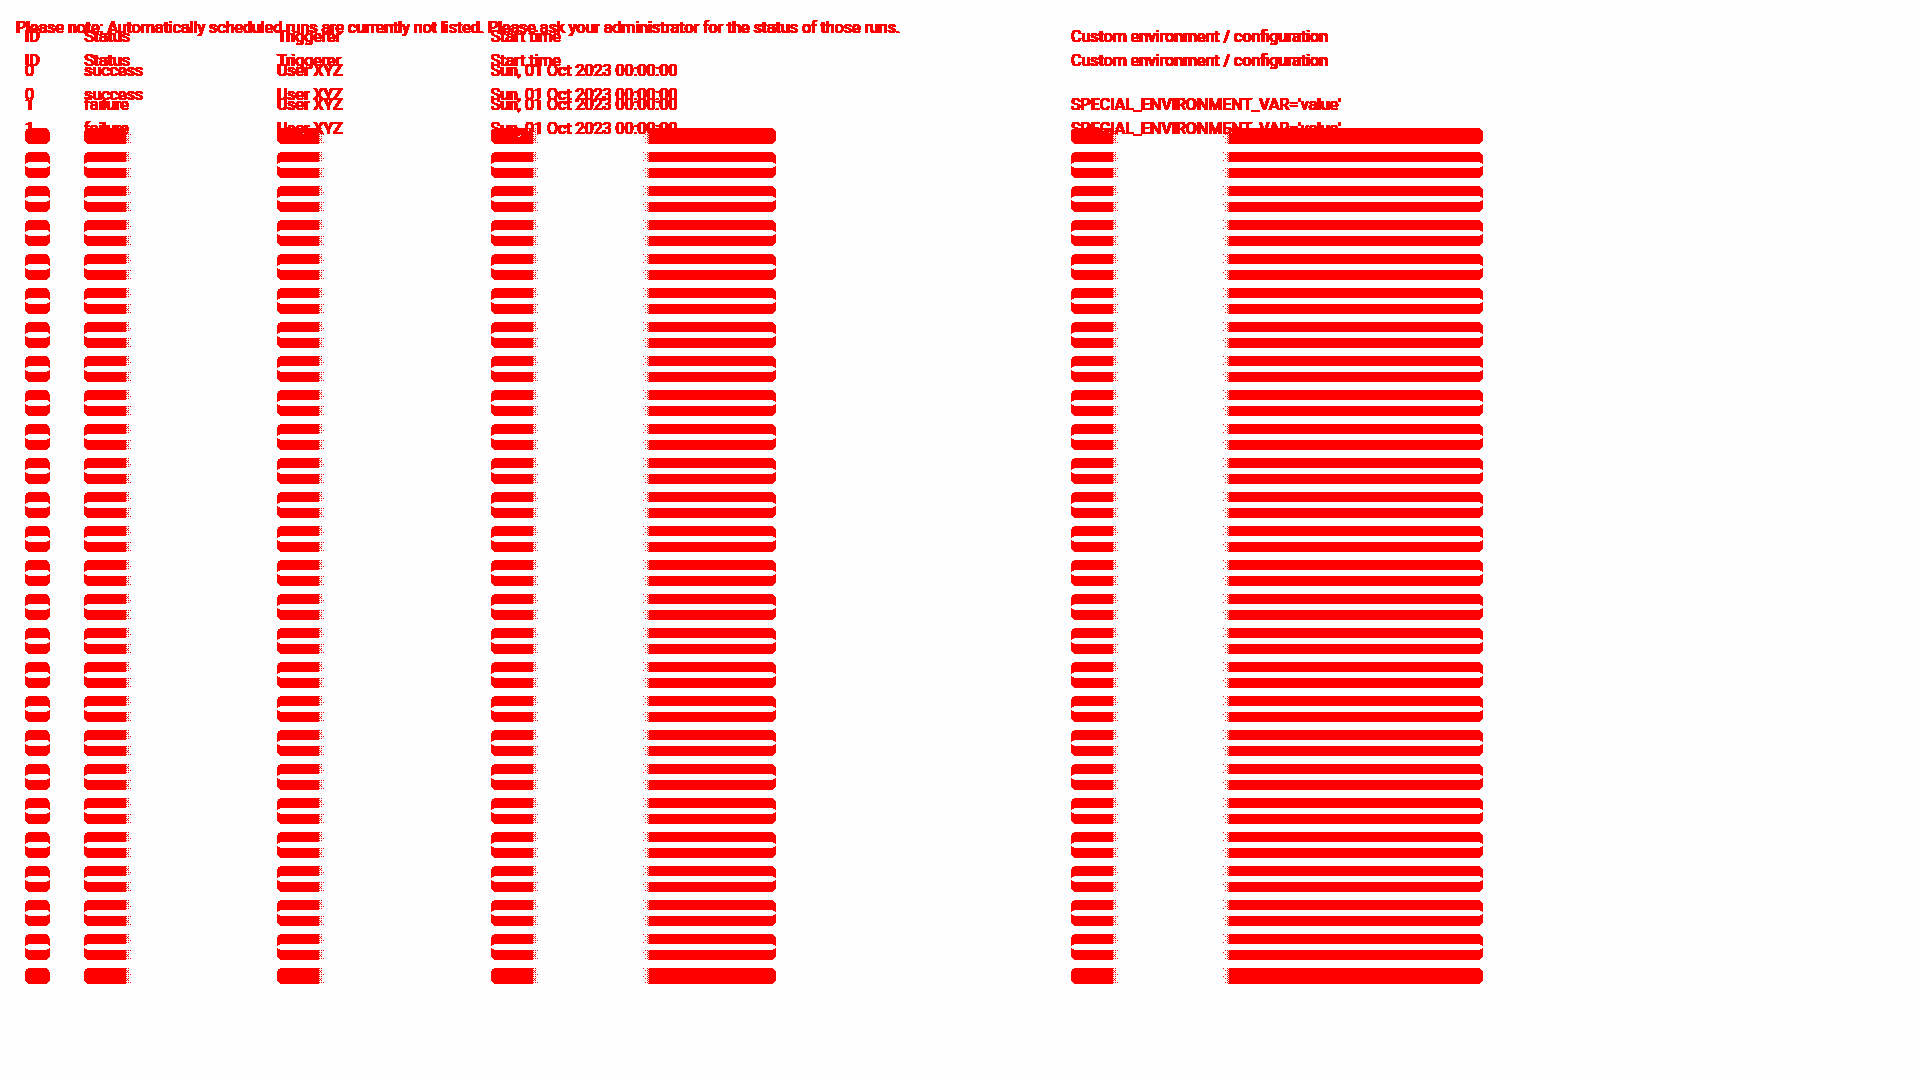 Please note: Automatically scheduled runs are currently not listed. Please ask your administrator for the status of those runs.
ID Status Triggerer Start time Custom environment / configuration
ID Status Triggerer Start time Custom environment / configuration
0 success User XYZ Sun, 01 Oct 2023 00:00:00
0 success User XYZ Sun, 01 Oct 2023 00:00:00
1 failure User XYZ Sun, 01 Oct 2023 00:00:00 SPECIAL_ENVIRONMENT_VAR='value'
1 failure User XYZ Sun, 01 Oct 2023 00:00:00 SPECIAL_ENVIRONMENT_VAR='value'